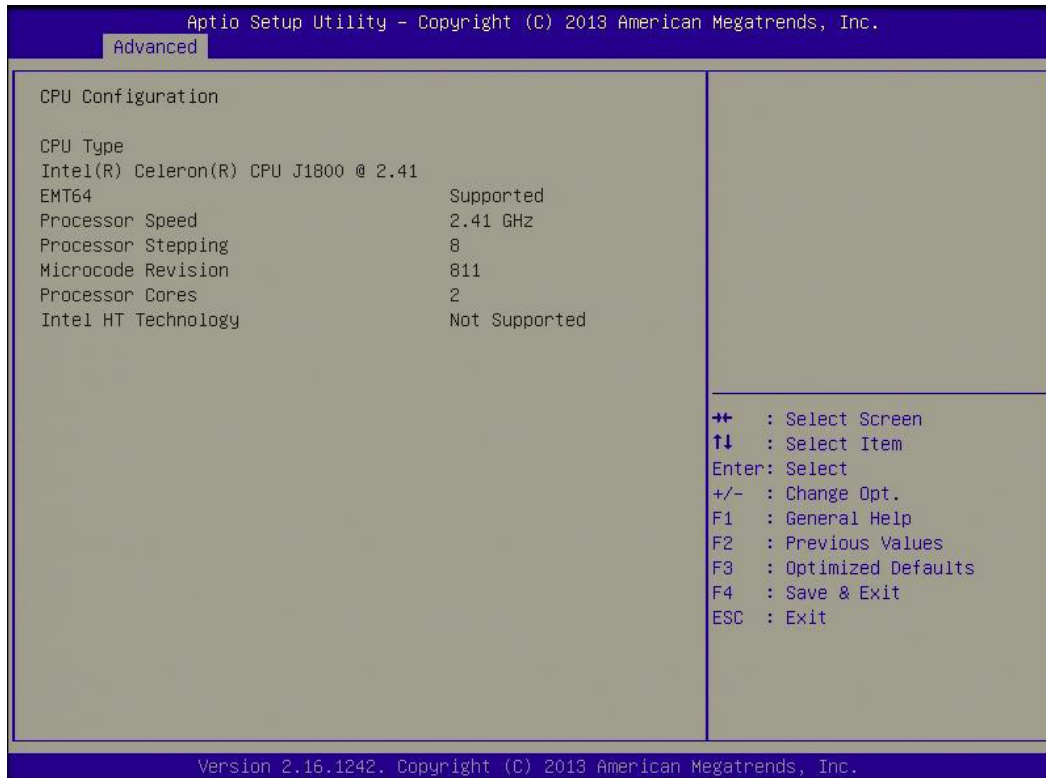 Aptio Setup Utility – Copyright (C) 2013 American Megatrends, Inc.
Advanced
CPU Configuration
CPU Type
Intel(R) Celeron(R) CPU J1800 @ 2.41
EMT64 Supported
Processor Speed 2.41 GHz
Processor Stepping 8
Microcode Revision 811
Processor Cores 2
Intel HT Technology Not Supported
→← : Select Screen
↑↓ : Select Item
Enter: Select
+/- : Change Opt.
F1 : General Help
F2 : Previous Values
F3 : Optimized Defaults
F4 : Save & Exit
ESC : Exit
Version 2.16.1242. Copyright (C) 2013 American Megatrends, Inc.